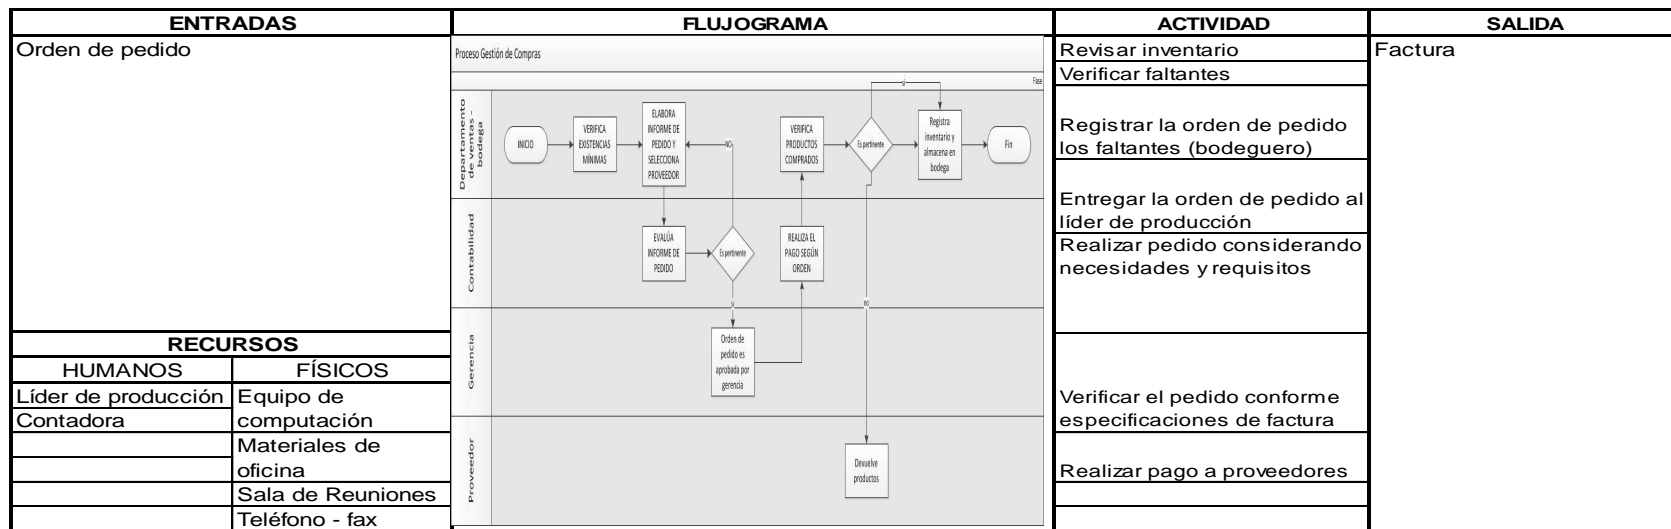 ENTRADAS
Orden de pedido
RECURSOS
HUMANOS
FÍSICOS
Líder de producción
Contadora
Equipo de
computación
Materiales de
oficina
Sala de Reuniones
Teléfono - fax
FLUJOGRAMA
Proceso Gestión de Compras
Fase
Departamento
de ventas -
bodega
INICIO
VERIFICA
EXISTENCIAS
MÍNIMAS
ELABORA
INFORME DE
PEDIDO Y
SELECCIONA
PROVEEDOR
NO
VERIFICA
PRODUCTOS
COMPRADOS
Es pertinente
si
Registra
inventario y
almacena en
bodega
Fin
Contabilidad
EVALÚA
INFORME DE
PEDIDO
Es pertinente
si
REALIZA EL
PAGO SEGÚN
ORDEN
no
Gerencia
Orden de
pedido es
aprobada por
gerencia
Proveedor
Devuelve
productos
ACTIVIDAD
Revisar inventario
Verificar faltantes
Registrar la orden de pedido
los faltantes (bodeguero)
Entregar la orden de pedido al
líder de producción
Realizar pedido considerando
necesidades y requisitos
Verificar el pedido conforme
especificaciones de factura
Realizar pago a proveedores
SALIDA
Factura